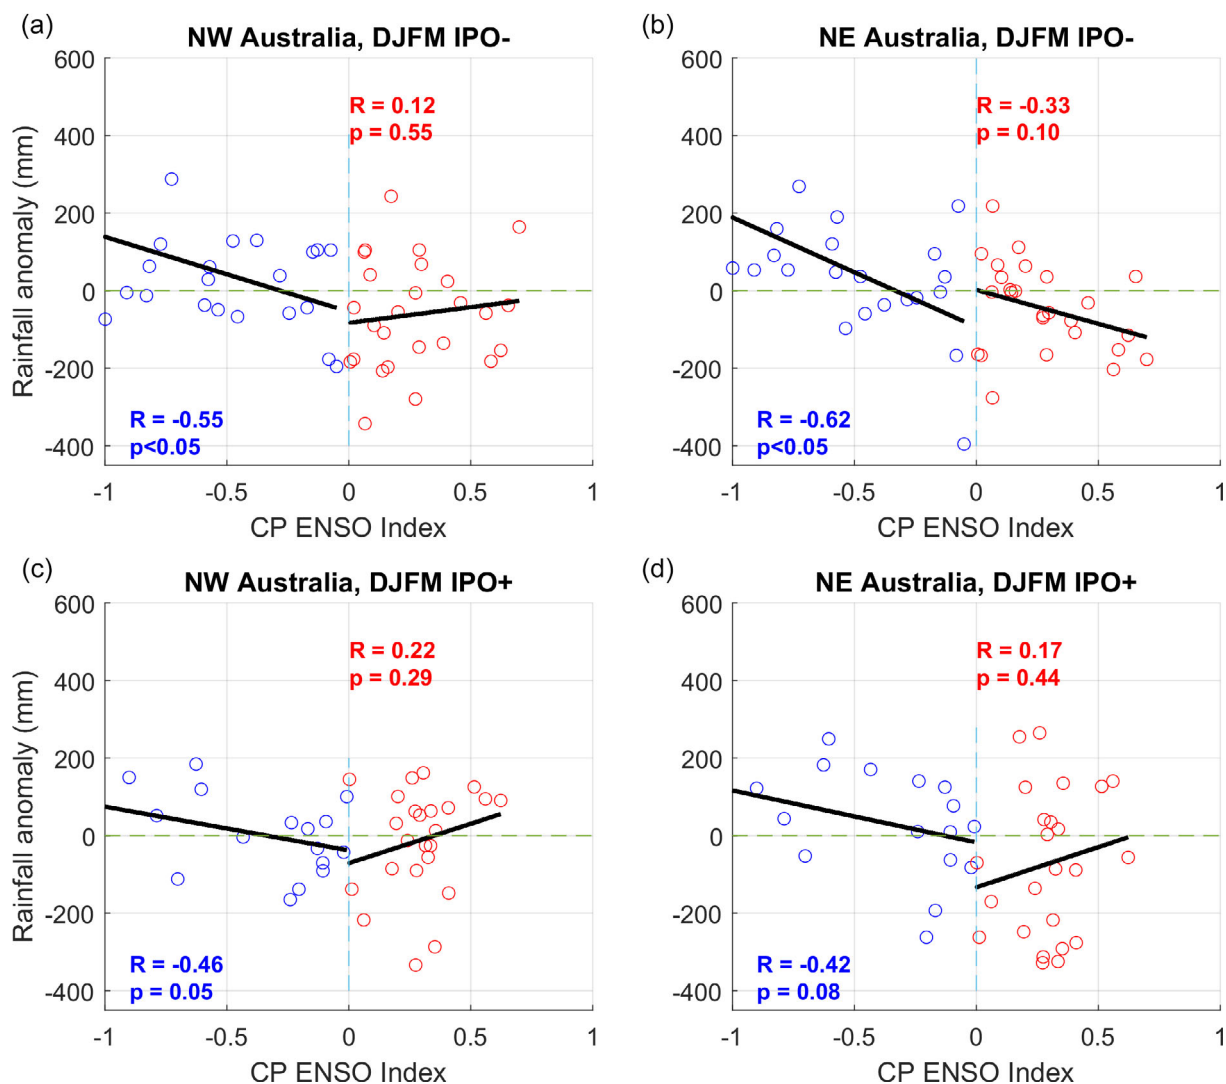 (a)
NW Australia, DJFM IPO-
600
400
200
0
-200
-400
Rainfall anomaly (mm)
R = 0.12
p = 0.55
R = -0.55
p<0.05
-1
-0.5
0
0.5
1
CP ENSO Index
(b)
NE Australia, DJFM IPO-
600
400
200
0
-200
-400
R = -0.33
p = 0.10
R = -0.62
p<0.05
-1
-0.5
0
0.5
1
CP ENSO Index
(c)
NW Australia, DJFM IPO+
600
400
200
0
-200
-400
Rainfall anomaly (mm)
R = 0.22
p = 0.29
R = -0.46
p = 0.05
-1
-0.5
0
0.5
1
CP ENSO Index
(d)
NE Australia, DJFM IPO+
600
400
200
0
-200
-400
R = 0.17
p = 0.44
R = -0.42
p = 0.08
-1
-0.5
0
0.5
1
CP ENSO Index